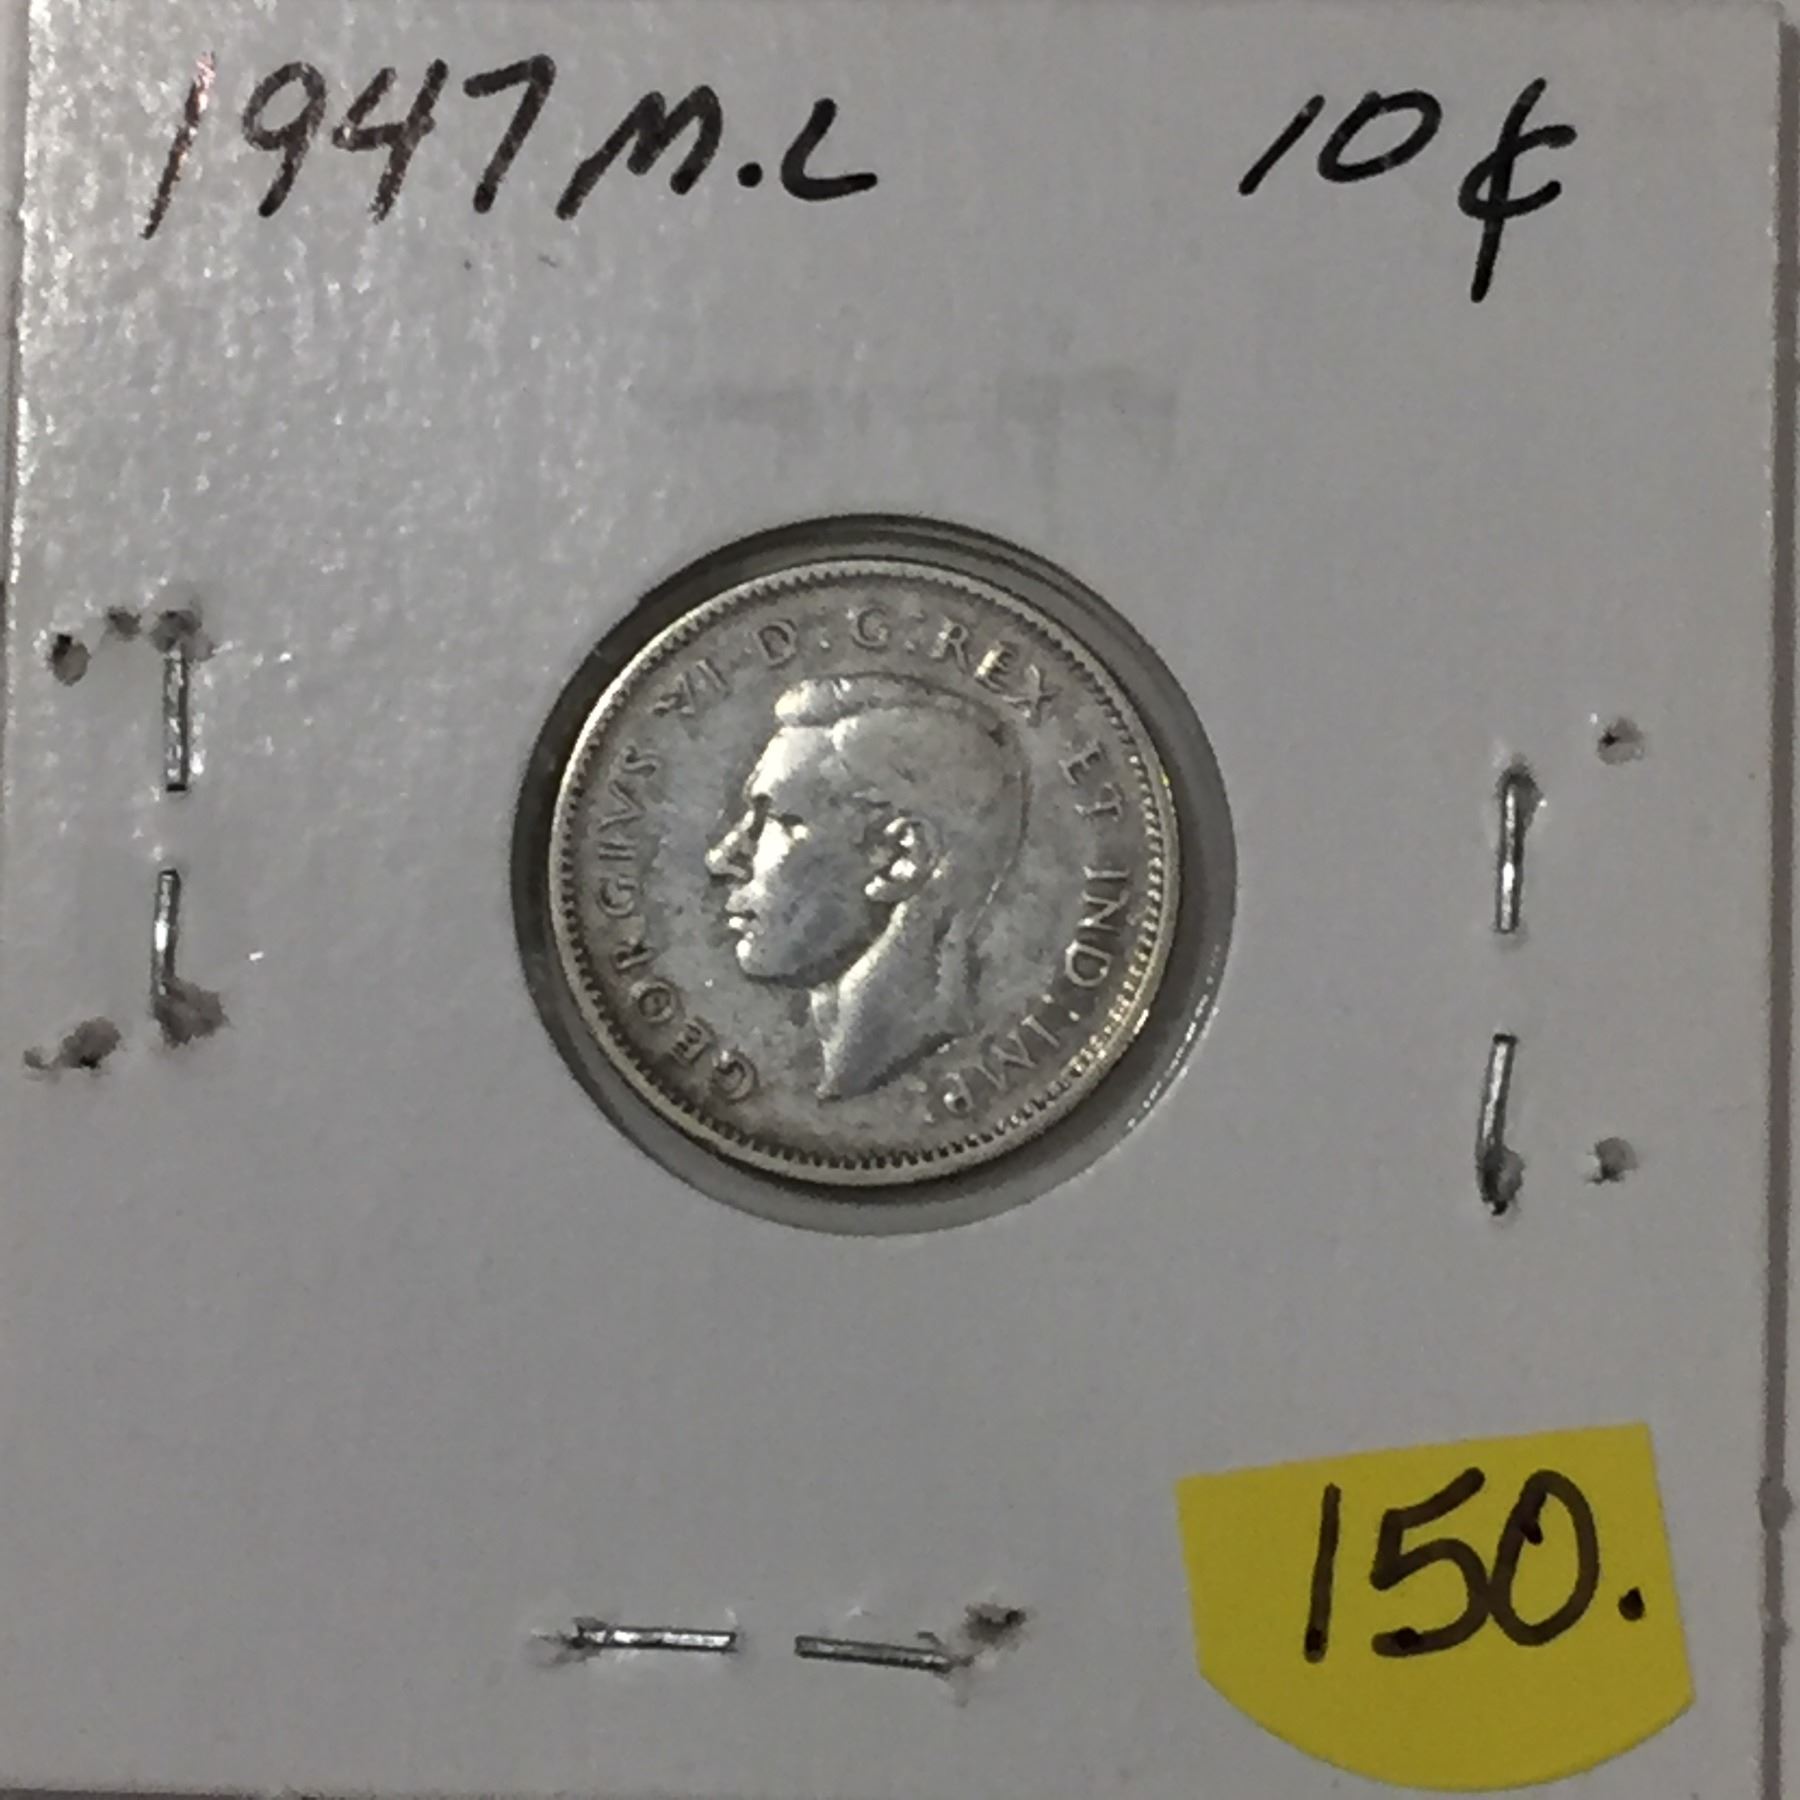 1947 M.L 10¢
GEORGIVS VI D:G:REX ET IND:IMP:
150.